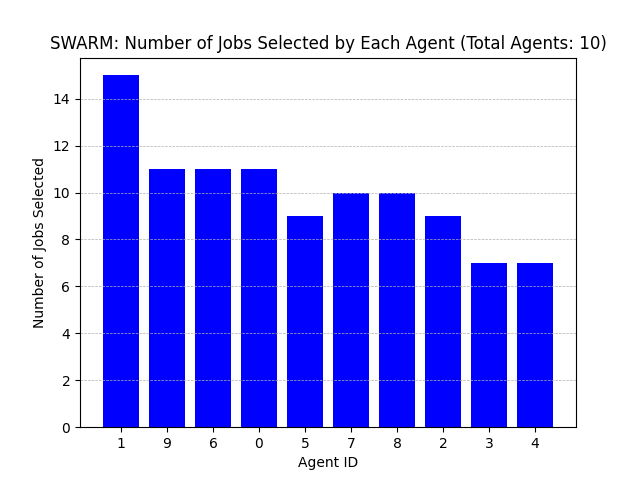 SWARM: Number of Jobs Selected by Each Agent (Total Agents: 10)
Number of Jobs Selected
14
12
10
8
6
4
2
0
1 9 6 0 5 7 8 2 3 4
Agent ID